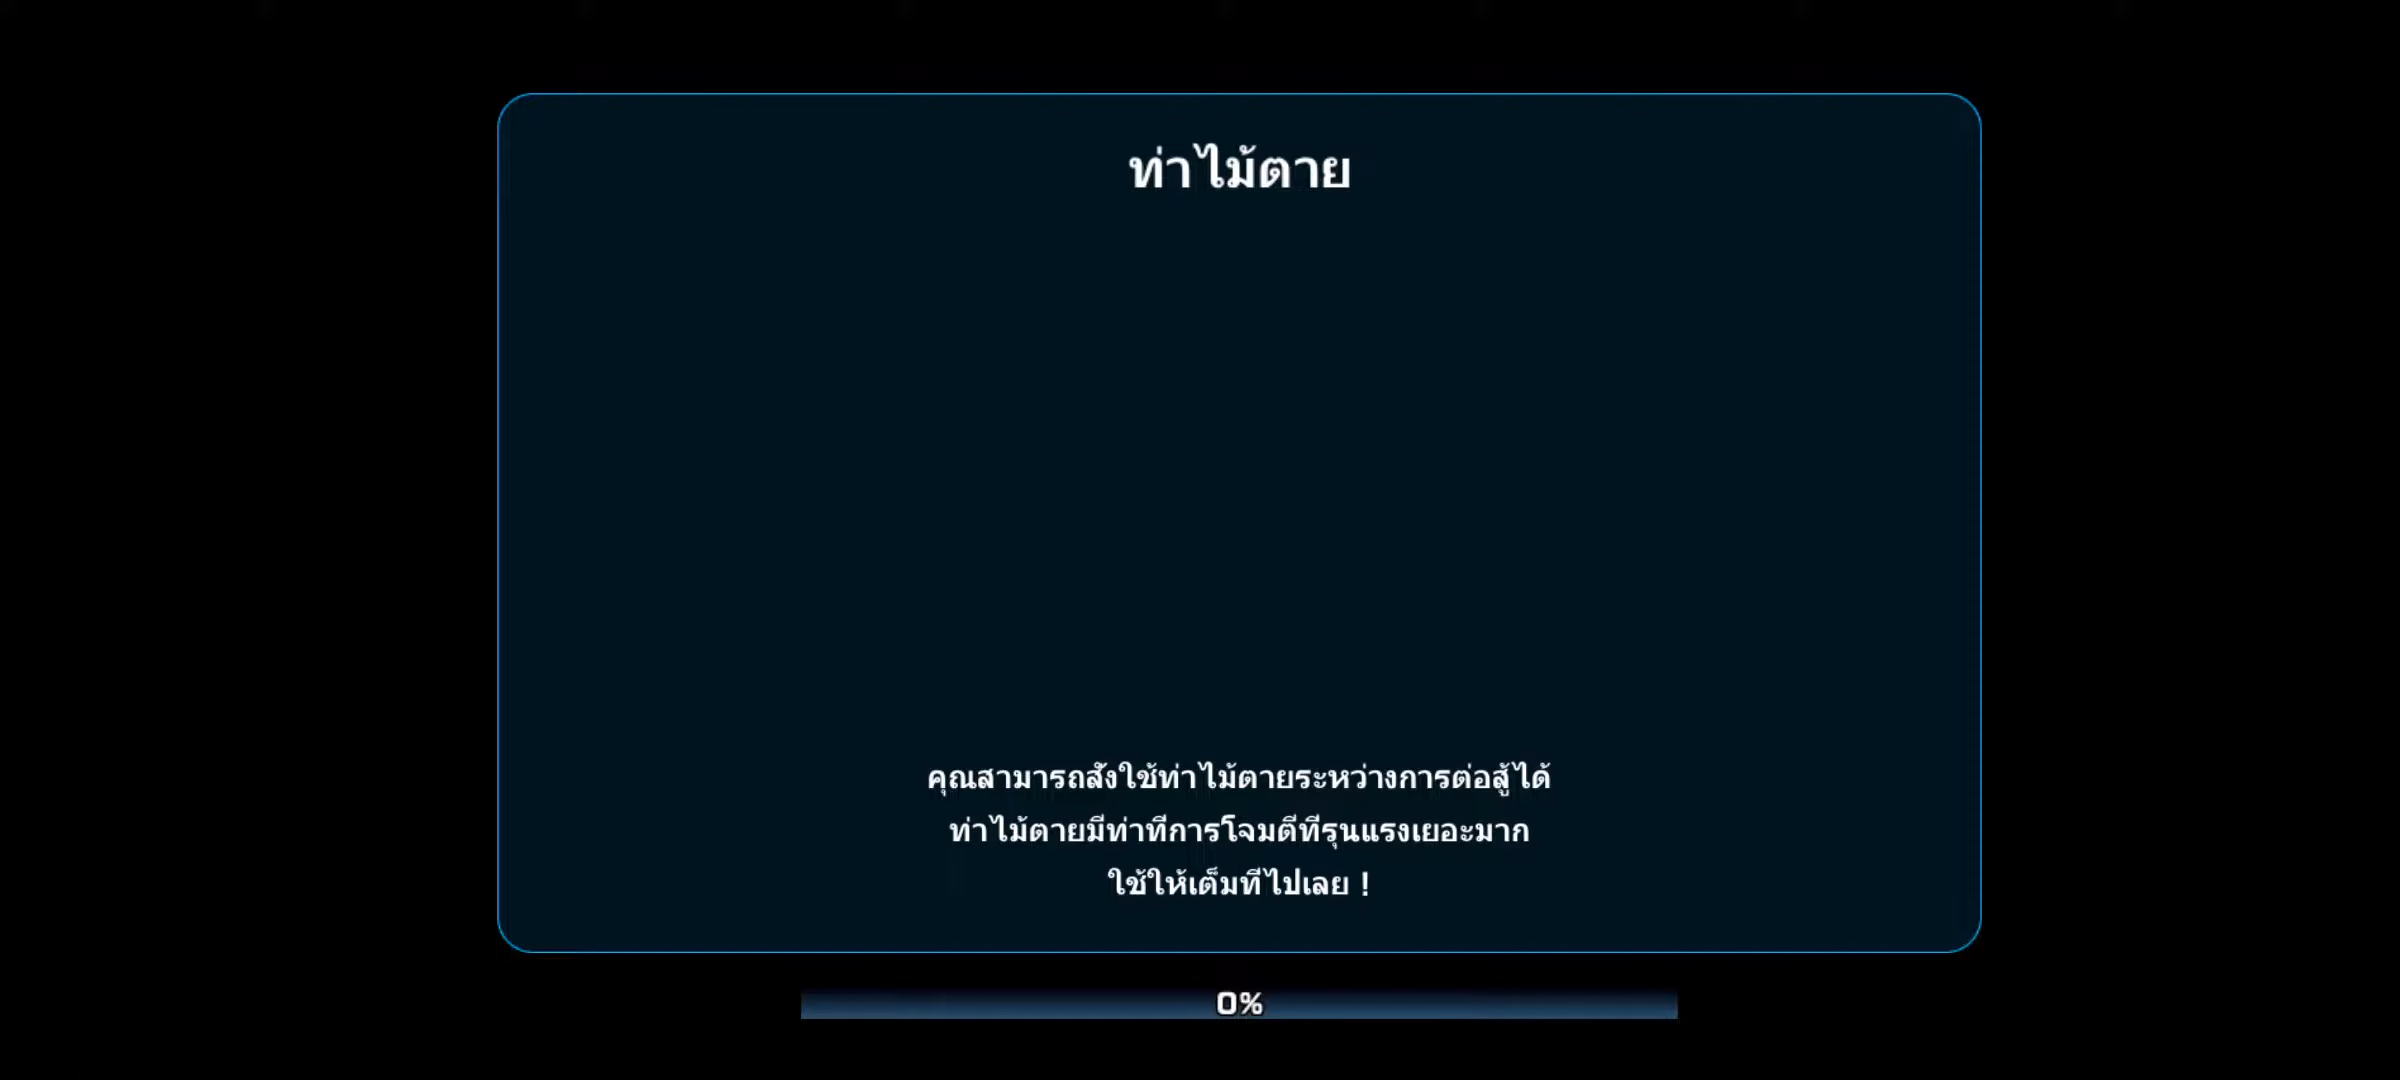 ท่าไม้ตาย
คุณสามารถสั่งใช้ท่าไม้ตายระหว่างการต่อสู้ได้
ท่าไม้ตายมีท่าทีการโจมตีที่รุนแรงเยอะมาก
ใช้ให้เต็มที่ไปเลย !
0%